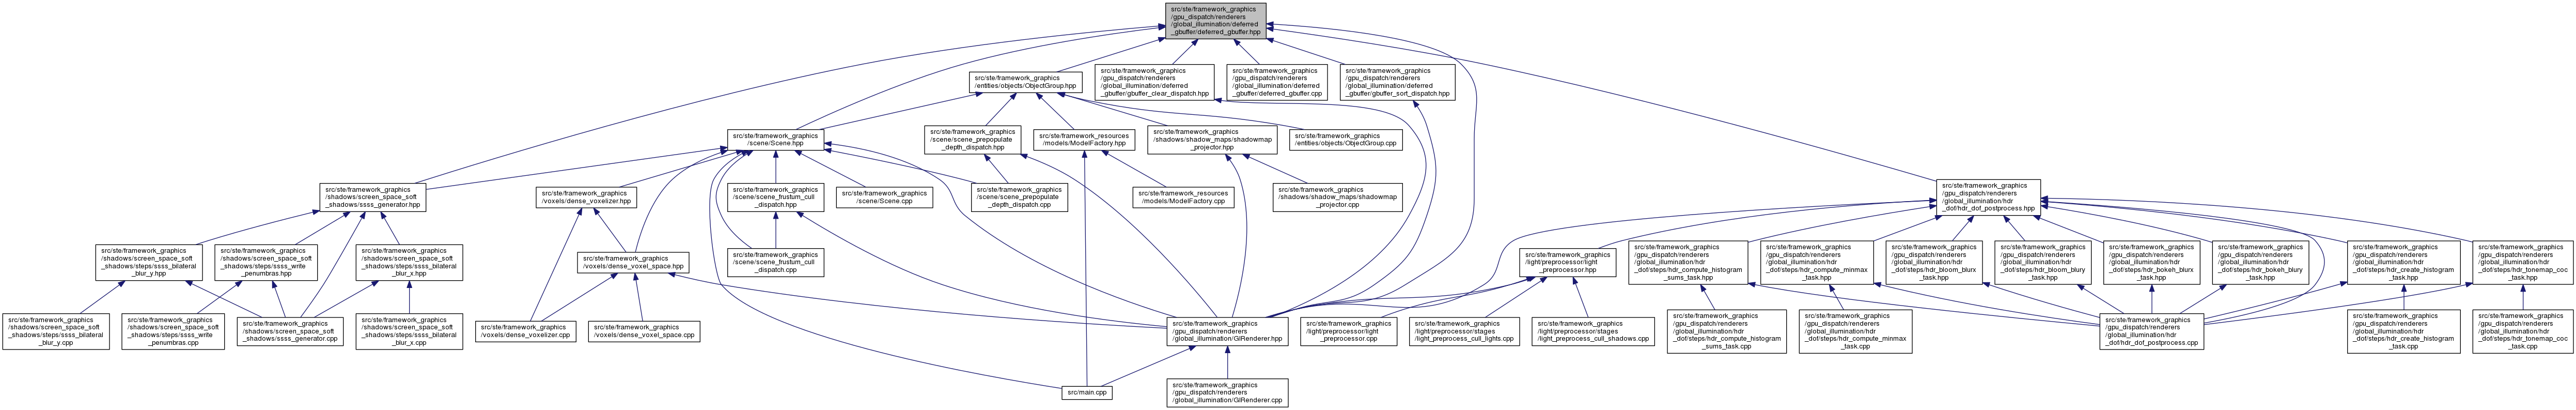 src/ste/framework_graphics
/gpu_dispatch/renderers
/global_illumination/deferred
_gbuffer/deferred_gbuffer.hpp
src/ste/framework_graphics
/entities/objects/ObjectGroup.hpp
src/ste/framework_graphics
/gpu_dispatch/renderers
/global_illumination/deferred
_gbuffer/gbuffer_clear_dispatch.hpp
src/ste/framework_graphics
/gpu_dispatch/renderers
/global_illumination/deferred
_gbuffer/deferred_gbuffer.cpp
src/ste/framework_graphics
/gpu_dispatch/renderers
/global_illumination/deferred
_gbuffer/gbuffer_sort_dispatch.hpp
src/ste/framework_graphics
/scene/Scene.hpp
src/ste/framework_graphics
/scene/scene_prepopulate
_depth_dispatch.hpp
src/ste/framework_resources
/models/ModelFactory.hpp
src/ste/framework_graphics
/shadows/shadow_maps/shadowmap
_projector.hpp
src/ste/framework_graphics
/entities/objects/ObjectGroup.cpp
src/ste/framework_graphics
/shadows/screen_space_soft
_shadows/ssss_generator.hpp
src/ste/framework_graphics
/voxels/dense_voxelizer.hpp
src/ste/framework_graphics
/scene/scene_frustum_cull
_dispatch.hpp
src/ste/framework_graphics
/scene/Scene.cpp
src/ste/framework_graphics
/scene/scene_prepopulate
_depth_dispatch.cpp
src/ste/framework_resources
/models/ModelFactory.cpp
src/ste/framework_graphics
/shadows/shadow_maps/shadowmap
_projector.cpp
src/ste/framework_graphics
/gpu_dispatch/renderers
/global_illumination/hdr
_dof/hdr_dof_postprocess.hpp
src/ste/framework_graphics
/shadows/screen_space_soft
_shadows/steps/ssss_bilateral
_blur_y.hpp
src/ste/framework_graphics
/shadows/screen_space_soft
_shadows/steps/ssss_write
_penumbras.hpp
src/ste/framework_graphics
/shadows/screen_space_soft
_shadows/steps/ssss_bilateral
_blur_x.hpp
src/ste/framework_graphics
/voxels/dense_voxel_space.hpp
src/ste/framework_graphics
/scene/scene_frustum_cull
_dispatch.cpp
src/ste/framework_graphics
/light/preprocessor/light
_preprocessor.hpp
src/ste/framework_graphics
/gpu_dispatch/renderers
/global_illumination/hdr
_dof/steps/hdr_compute_histogram
_sums_task.hpp
src/ste/framework_graphics
/gpu_dispatch/renderers
/global_illumination/hdr
_dof/steps/hdr_compute_minmax
_task.hpp
src/ste/framework_graphics
/gpu_dispatch/renderers
/global_illumination/hdr
_dof/steps/hdr_bloom_blurx
_task.hpp
src/ste/framework_graphics
/gpu_dispatch/renderers
/global_illumination/hdr
_dof/steps/hdr_bloom_blury
_task.hpp
src/ste/framework_graphics
/gpu_dispatch/renderers
/global_illumination/hdr
_dof/steps/hdr_bokeh_blurx
_task.hpp
src/ste/framework_graphics
/gpu_dispatch/renderers
/global_illumination/hdr
_dof/steps/hdr_bokeh_blury
_task.hpp
src/ste/framework_graphics
/gpu_dispatch/renderers
/global_illumination/hdr
_dof/steps/hdr_create_histogram
_task.hpp
src/ste/framework_graphics
/gpu_dispatch/renderers
/global_illumination/hdr
_dof/steps/hdr_tonemap_coc
_task.hpp
src/ste/framework_graphics
/shadows/screen_space_soft
_shadows/steps/ssss_bilateral
_blur_y.cpp
src/ste/framework_graphics
/shadows/screen_space_soft
_shadows/steps/ssss_write
_penumbras.cpp
src/ste/framework_graphics
/shadows/screen_space_soft
_shadows/ssss_generator.cpp
src/ste/framework_graphics
/shadows/screen_space_soft
_shadows/steps/ssss_bilateral
_blur_x.cpp
src/ste/framework_graphics
/voxels/dense_voxelizer.cpp
src/ste/framework_graphics
/voxels/dense_voxel_space.cpp
src/ste/framework_graphics
/gpu_dispatch/renderers
/global_illumination/GIRenderer.hpp
src/ste/framework_graphics
/light/preprocessor/light
_preprocessor.cpp
src/ste/framework_graphics
/light/preprocessor/stages
/light_preprocess_cull_lights.cpp
src/ste/framework_graphics
/light/preprocessor/stages
/light_preprocess_cull_shadows.cpp
src/ste/framework_graphics
/gpu_dispatch/renderers
/global_illumination/hdr
_dof/steps/hdr_compute_histogram
_sums_task.cpp
src/ste/framework_graphics
/gpu_dispatch/renderers
/global_illumination/hdr
_dof/steps/hdr_compute_minmax
_task.cpp
src/ste/framework_graphics
/gpu_dispatch/renderers
/global_illumination/hdr
_dof/hdr_dof_postprocess.cpp
src/ste/framework_graphics
/gpu_dispatch/renderers
/global_illumination/hdr
_dof/steps/hdr_create_histogram
_task.cpp
src/ste/framework_graphics
/gpu_dispatch/renderers
/global_illumination/hdr
_dof/steps/hdr_tonemap_coc
_task.cpp
src/main.cpp
src/ste/framework_graphics
/gpu_dispatch/renderers
/global_illumination/GIRenderer.cpp